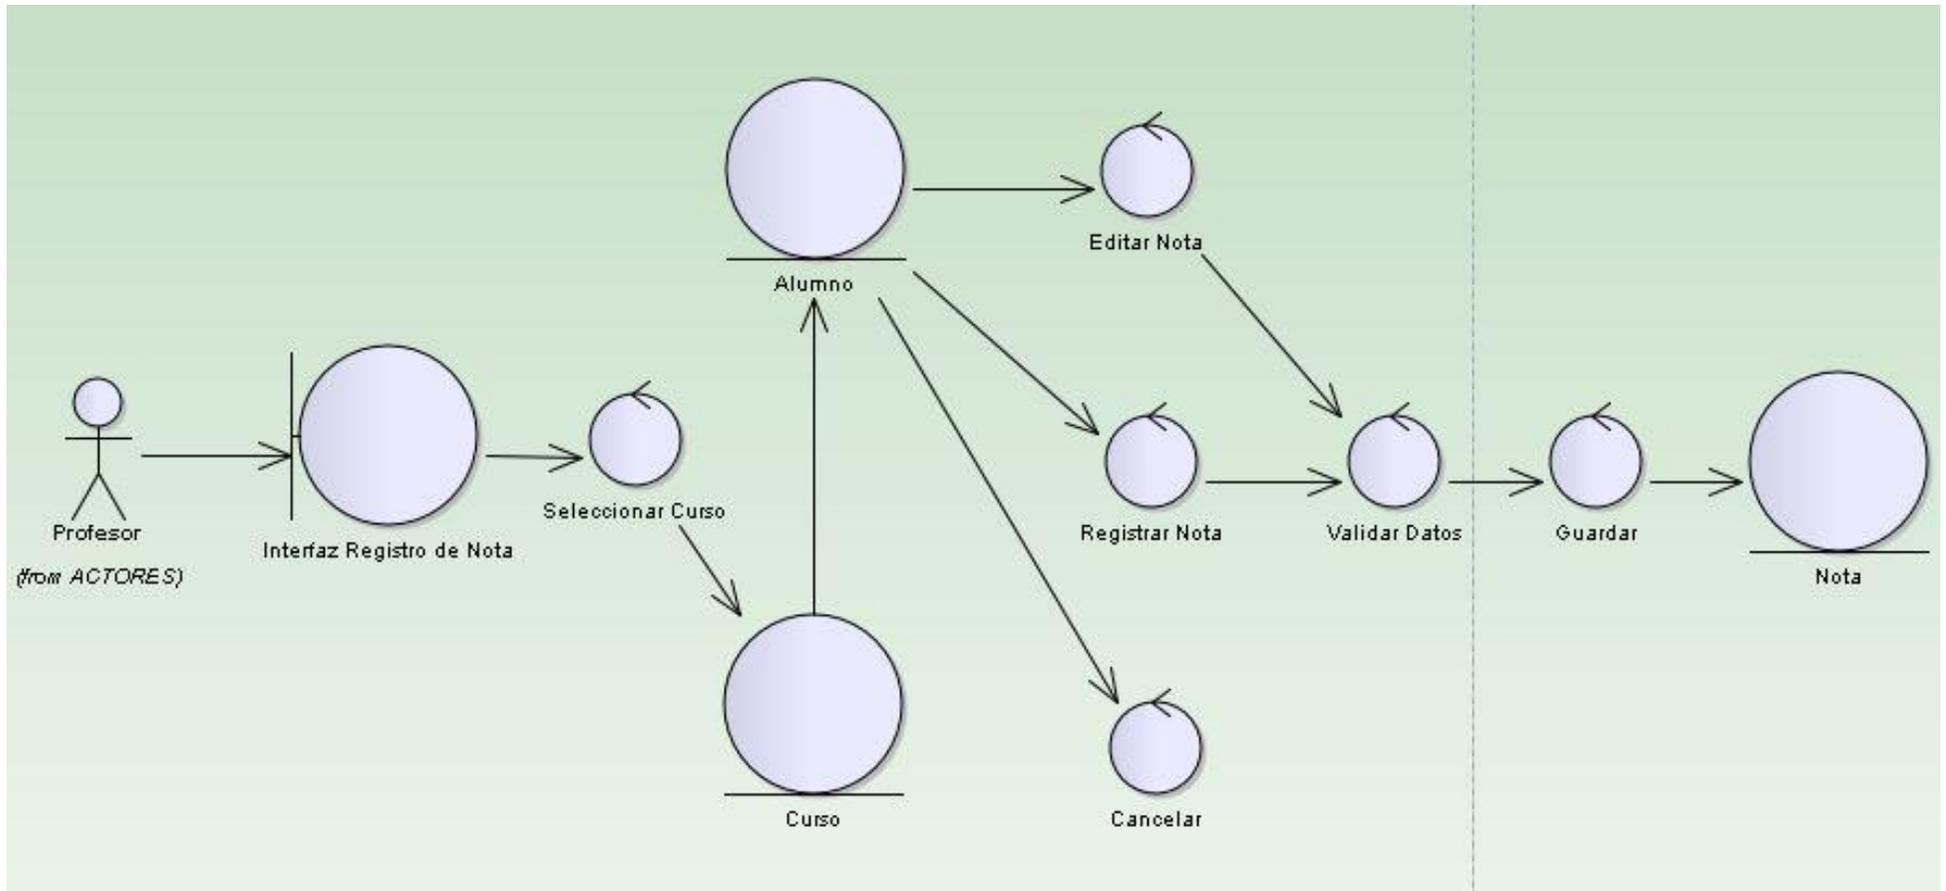 Alumno
Editar Nota
Profesor
(from ACTORES)
Interfaz Registro de Nota
Seleccionar Curso
Registrar Nota
Validar Datos
Guardar
Nota
Curso
Cancelar